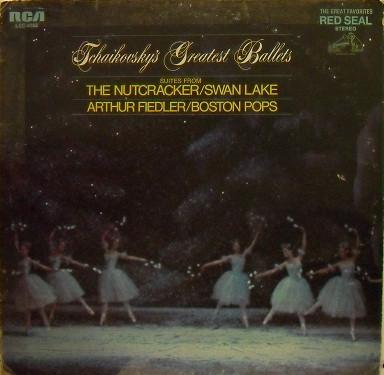 RCA
THE GREAT FAVORITES
RED SEAL
STEREO
Tchaikovsky's Greatest Ballets
SUITES FROM
THE NUTCRACKER/SWAN LAKE
ARTHUR FIEDLER/BOSTON POPS